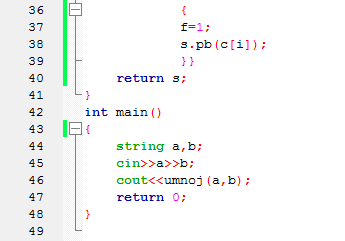 36 {
37 f=1;
38 s.pb(c[i]);
39 }}
40 return s;
41 }
42 int main()
43 {
44 string a,b;
45 cin>>a>>b;
46 cout<<umnoj(a,b);
47 return 0;
48 }
49